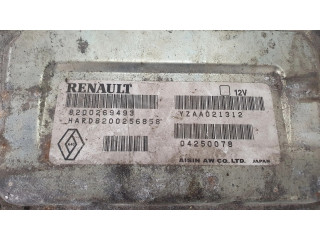 RENAULT
12V
8200269493
HARD8200256858
YZAA021312
04250078
AISIN AW CO. LTD.
JAPAN